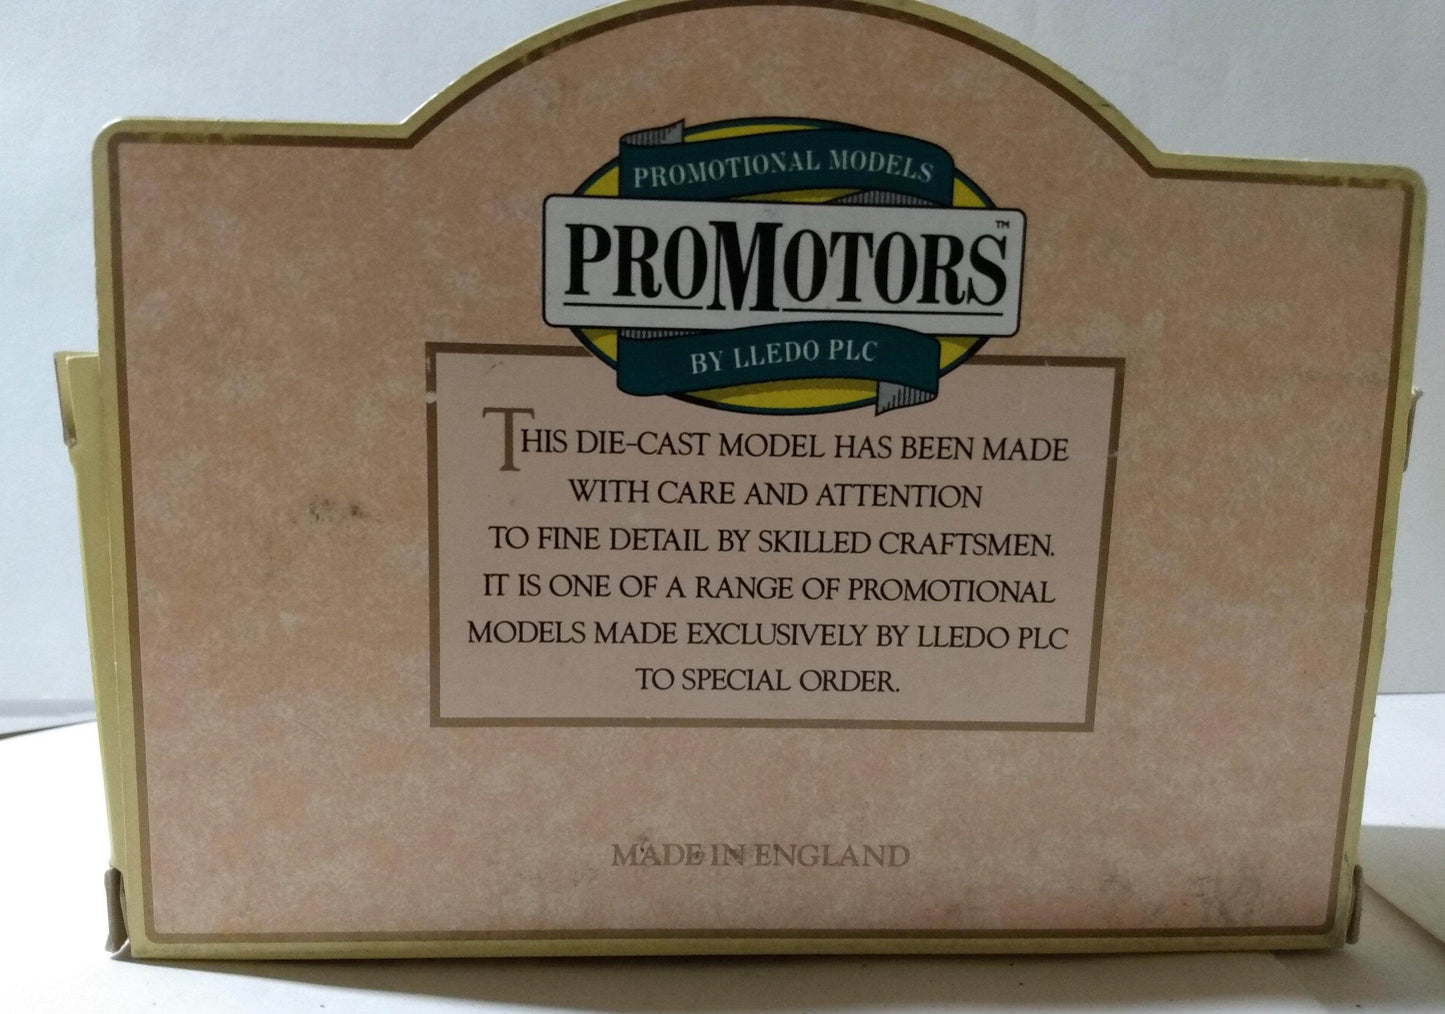 PROMOTIONAL MODELS
PROMOTORS™
BY LLEDO PLC
THIS DIE-CAST MODEL HAS BEEN MADE
WITH CARE AND ATTENTION
TO FINE DETAIL BY SKILLED CRAFTSMEN.
IT IS ONE OF A RANGE OF PROMOTIONAL
MODELS MADE EXCLUSIVELY BY LLEDO PLC
TO SPECIAL ORDER.
MADE IN ENGLAND